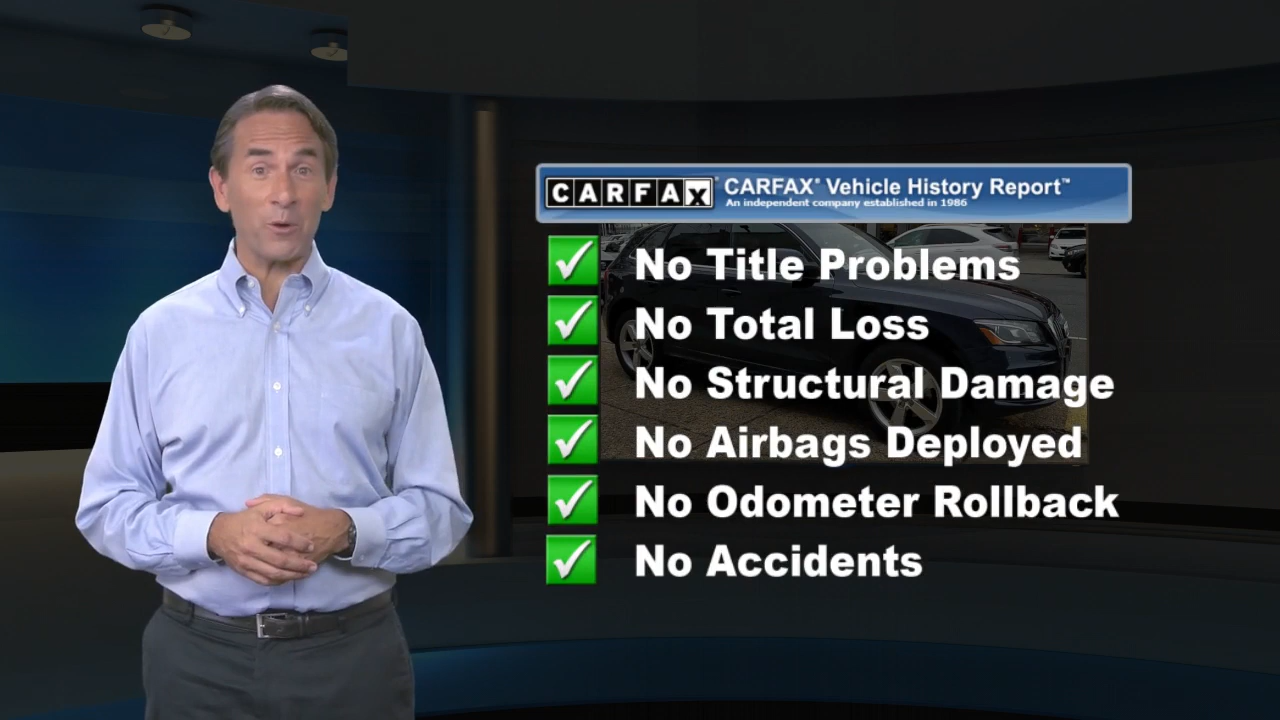 CARFAX® CARFAX® Vehicle History Report™
An independent company established in 1986
No Title Problems
No Total Loss
No Structural Damage
No Airbags Deployed
No Odometer Rollback
No Accidents